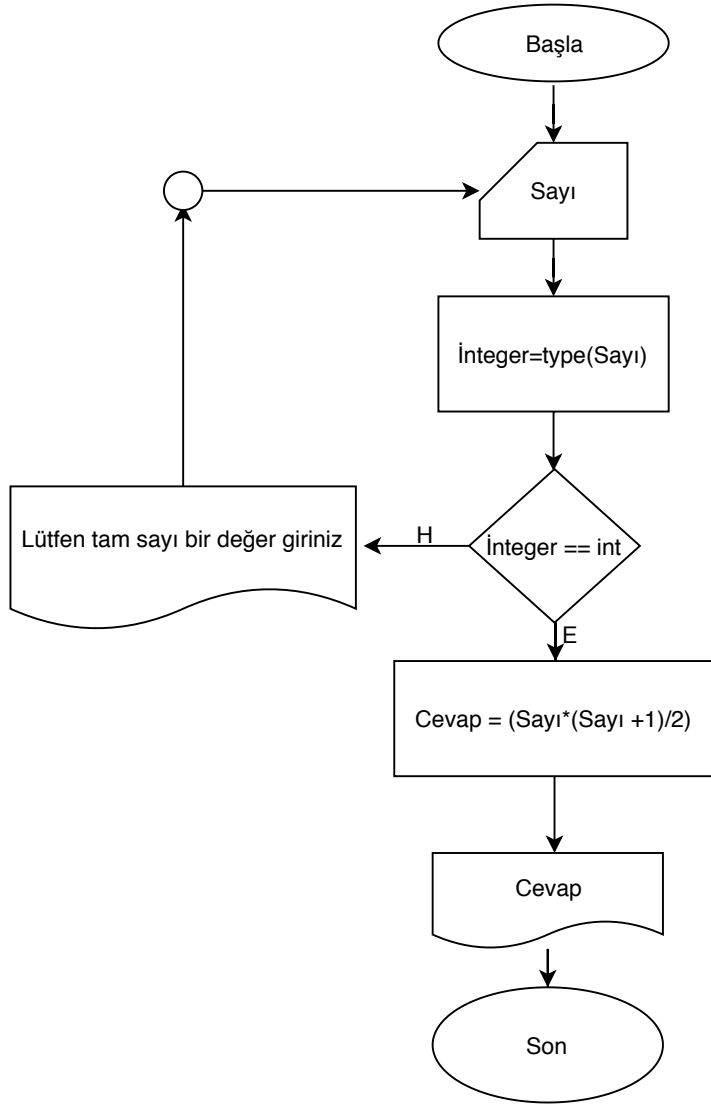 Başla
Sayı
İnteger=type(Sayı)
İnteger == int
H
Lütfen tam sayı bir değer giriniz
E
Cevap = (Sayı*(Sayı +1)/2)
Cevap
Son